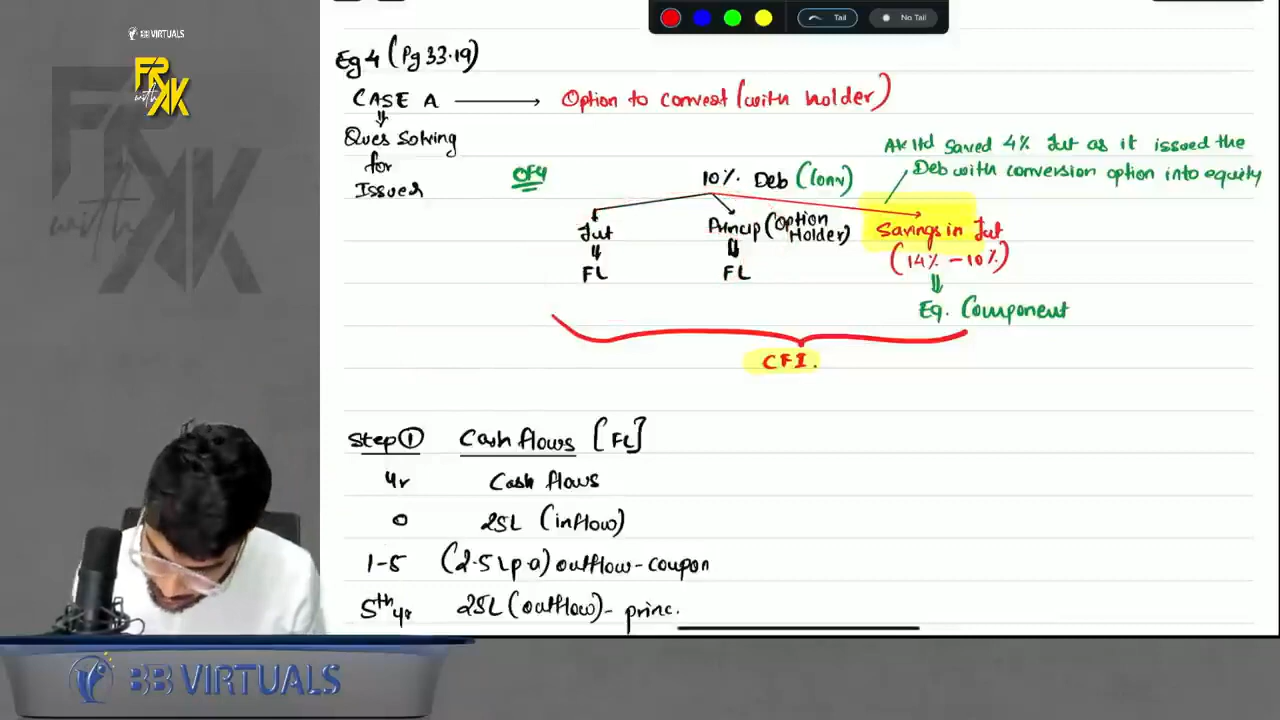 BB VIRTUALS
FR
with
AK
Tail
No Tail
Eg 4 (Pg 33.19)
CASE A
Option to convert (with holder)
Ques Solving
for
Issuer
AK ltd saved 4% Int as it issued the
Deb with conversion option into equity
10% Deb (Conv)
Int
FL
Princip (Option Holder)
FL
Savings in Int
(14% - 10%)
Eq. Component
CFI.
Step ① Cash flows [FL]
Yr Cash flows
0 25L (inflow)
1-5 (2.5 L p.a) outflow-coupon
5th yr 25L (outflow) - princ.
BB VIRTUALS